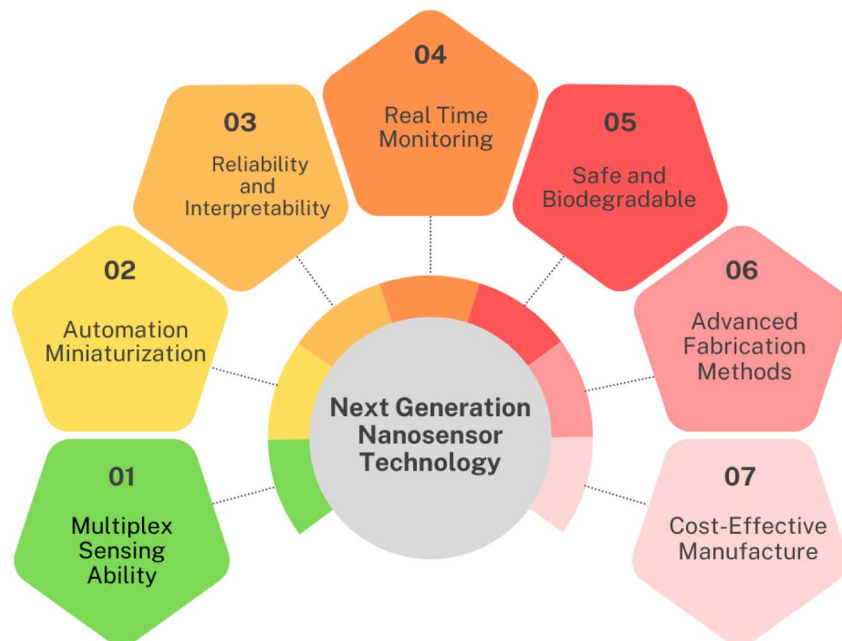 01
Multiplex
Sensing
Ability
02
Automation
Miniaturization
03
Reliability
and
Interpretability
04
Real Time
Monitoring
05
Safe and
Biodegradable
06
Advanced
Fabrication
Methods
07
Cost-Effective
Manufacture
Next Generation
Nanosensor
Technology